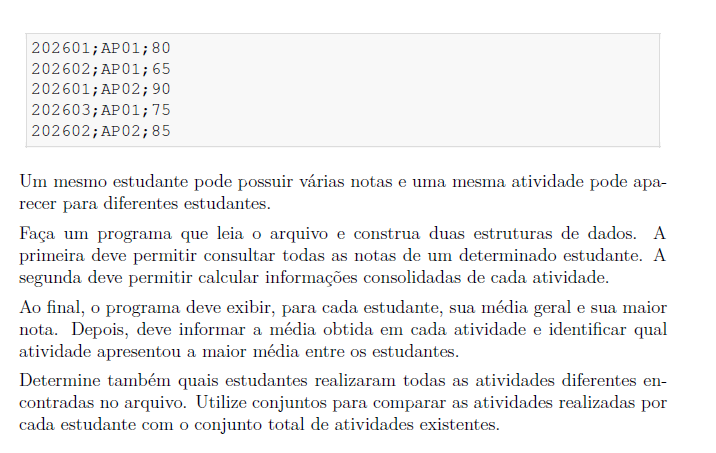 202601;AP01;80
202602;AP01;65
202601;AP02;90
202603;AP01;75
202602;AP02;85
Um mesmo estudante pode possuir várias notas e uma mesma atividade pode apa-
recer para diferentes estudantes.
Faça um programa que leia o arquivo e construa duas estruturas de dados. A
primeira deve permitir consultar todas as notas de um determinado estudante. A
segunda deve permitir calcular informações consolidadas de cada atividade.
Ao final, o programa deve exibir, para cada estudante, sua média geral e sua maior
nota. Depois, deve informar a média obtida em cada atividade e identificar qual
atividade apresentou a maior média entre os estudantes.
Determine também quais estudantes realizaram todas as atividades diferentes en-
contradas no arquivo. Utilize conjuntos para comparar as atividades realizadas por
cada estudante com o conjunto total de atividades existentes.